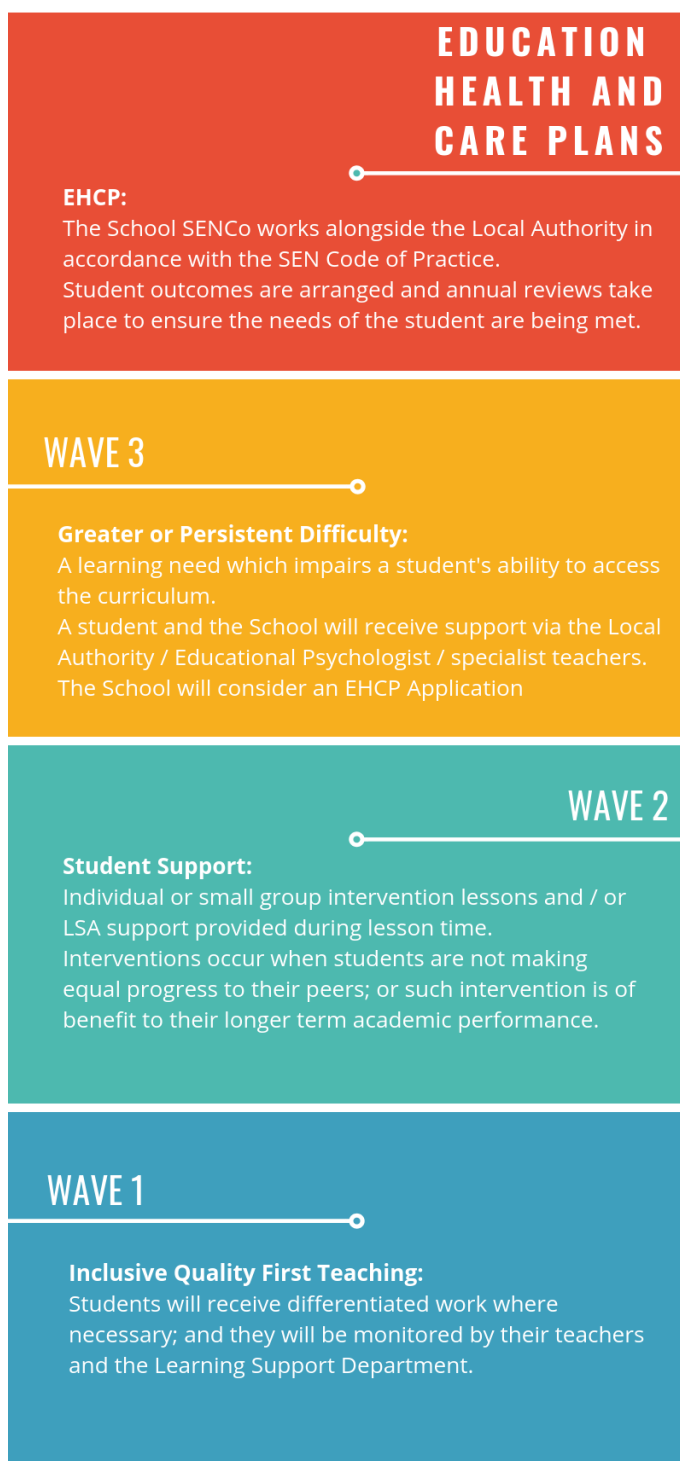 EDUCATION
HEALTH AND
CARE PLANS
EHCP:
The School SENCo works alongside the Local Authority in
accordance with the SEN Code of Practice.
Student outcomes are arranged and annual reviews take
place to ensure the needs of the student are being met.
WAVE 3
Greater or Persistent Difficulty:
A learning need which impairs a student's ability to access
the curriculum.
A student and the School will receive support via the Local
Authority / Educational Psychologist / specialist teachers.
The School will consider an EHCP Application
WAVE 2
Student Support:
Individual or small group intervention lessons and / or
LSA support provided during lesson time.
Interventions occur when students are not making
equal progress to their peers; or such intervention is of
benefit to their longer term academic performance.
WAVE 1
Inclusive Quality First Teaching:
Students will receive differentiated work where
necessary; and they will be monitored by their teachers
and the Learning Support Department.